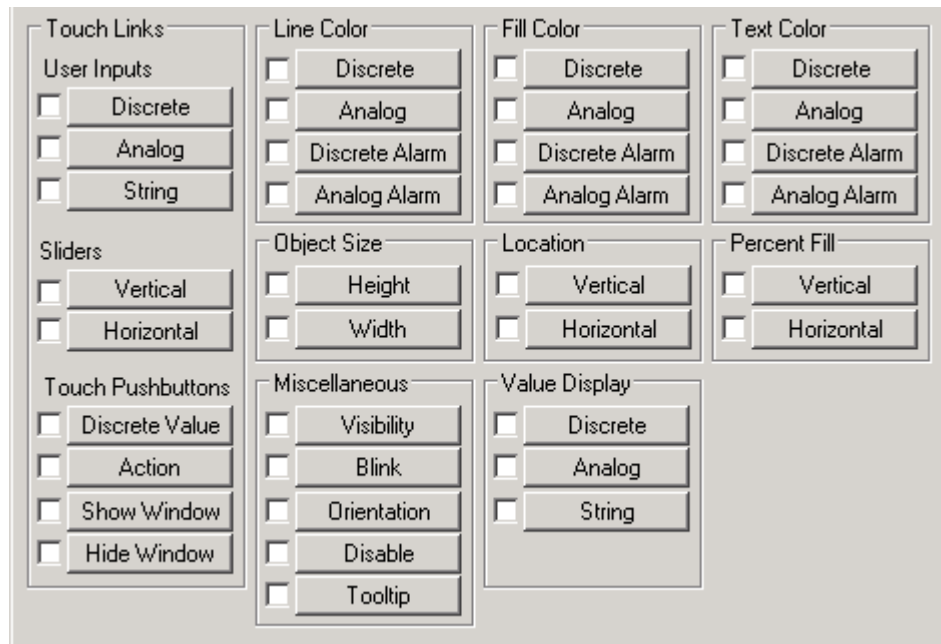 Touch Links
User Inputs
Discrete
Analog
String
Sliders
Vertical
Horizontal
Touch Pushbuttons
Discrete Value
Action
Show Window
Hide Window
Line Color
Discrete
Analog
Discrete Alarm
Analog Alarm
Object Size
Height
Width
Miscellaneous
Visibility
Blink
Orientation
Disable
Tooltip
Fill Color
Discrete
Analog
Discrete Alarm
Analog Alarm
Location
Vertical
Horizontal
Value Display
Discrete
Analog
String
Text Color
Discrete
Analog
Discrete Alarm
Analog Alarm
Percent Fill
Vertical
Horizontal